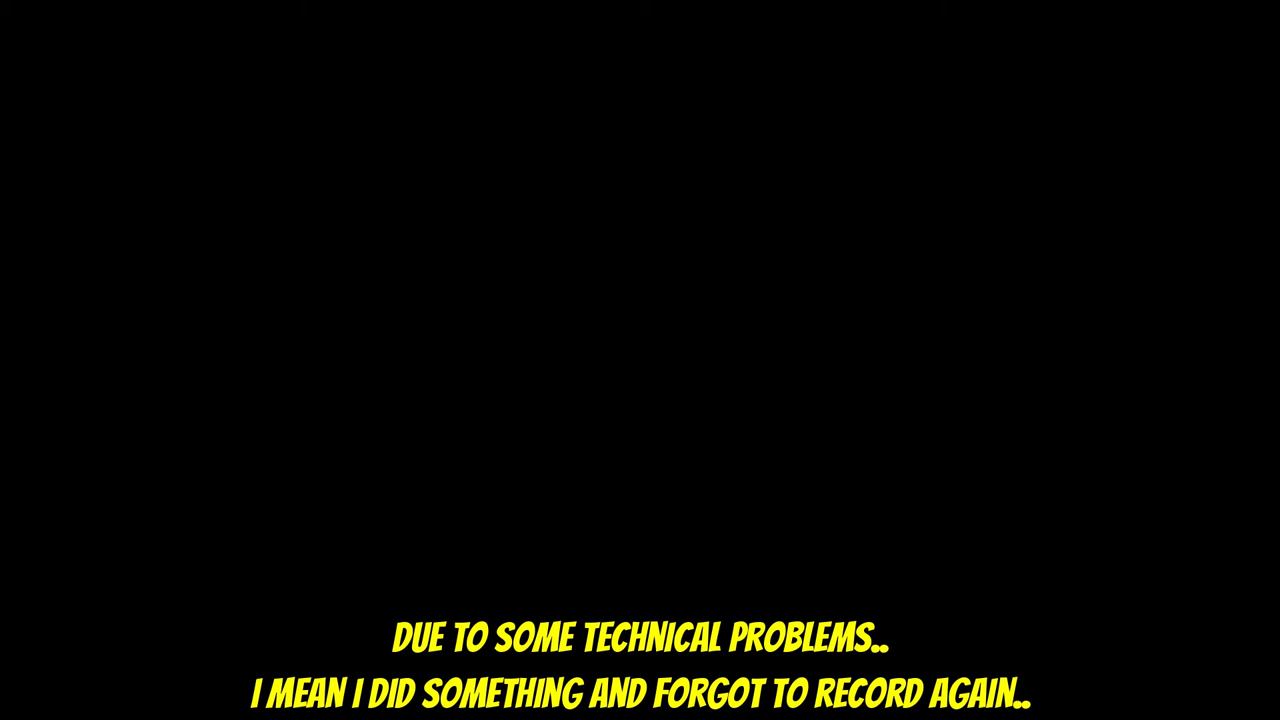 DUE TO SOME TECHNICAL PROBLEMS..
I MEAN I DID SOMETHING AND FORGOT TO RECORD AGAIN..